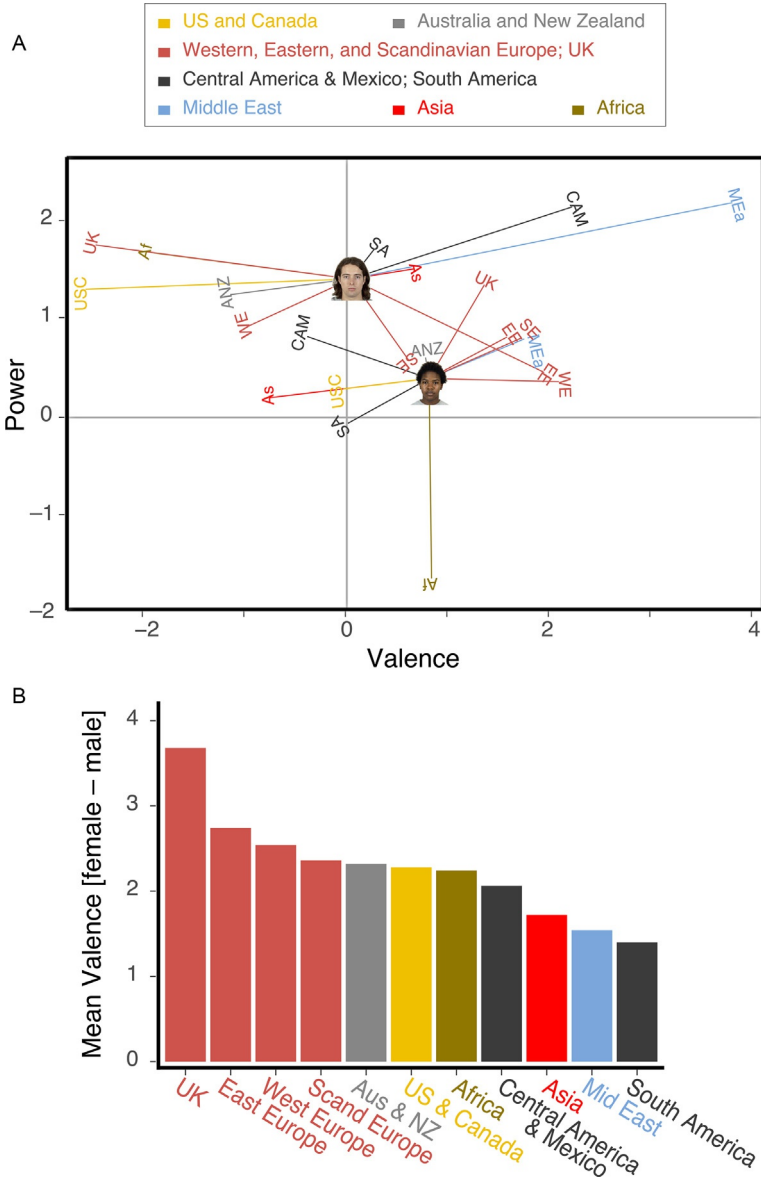 A
US and Canada Australia and New Zealand
Western, Eastern, and Scandinavian Europe; UK
Central America & Mexico; South America
Middle East Asia Africa
Power
2
1
0
−1
−2
UK
Af
USC
ANZ
WE
SA
As
CAM
MEa
UK
CAM
ANZ
SE
EE
SE
MEa
EE
WE
As
USC
SA
Af
−2 0 2 4
Valence
B
Mean Valence [female – male]
4
3
2
1
0
UK
East Europe
West Europe
Scand Europe
Aus & NZ
US & Canada
Africa
Central America
& Mexico
Asia
Mid East
South America